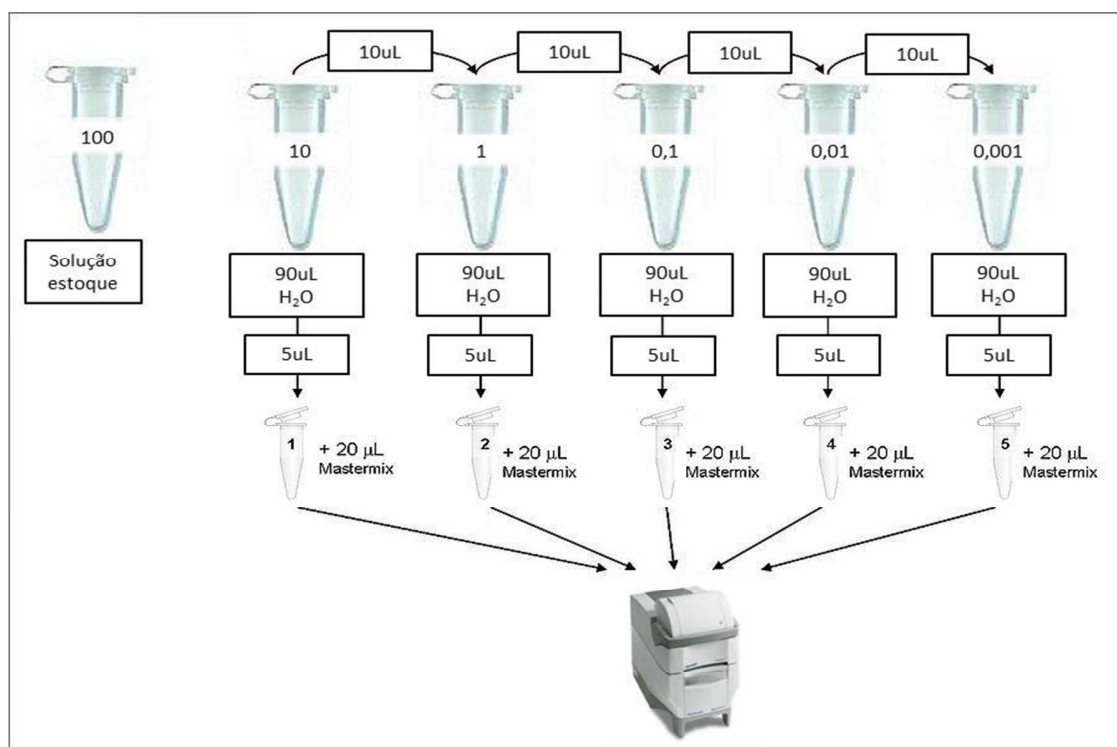 10uL
10uL
10uL
10uL
100
10
1
0,1
0,01
0,001
Solução
estoque
90uL
H₂O
90uL
H₂O
90uL
H₂O
90uL
H₂O
90uL
H₂O
5uL
5uL
5uL
5uL
5uL
1
+ 20 µL
Mastermix
2
+ 20 µL
Mastermix
3
+ 20 µL
Mastermix
4
+ 20 µL
Mastermix
5
+ 20 µL
Mastermix